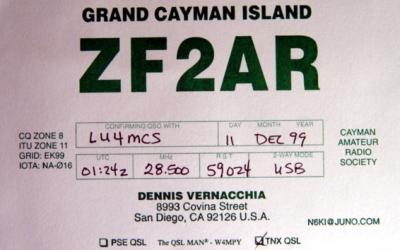 GRAND CAYMAN ISLAND
ZF2AR
CONFIRMING QSO WITH DAY MONTH YEAR
LU4MCS 11 DEC 99
CQ ZONE 8
ITU ZONE 11
GRID: EK99
IOTA: NA-Ø16
UTC MHz R S T 2-WAY MODE
01:24z 28.500 59024 USB
CAYMAN
AMATEUR
RADIO
SOCIETY
DENNIS VERNACCHIA
8993 Covina Street
San Diego, CA 92126 U.S.A.
N6KI@JUNO.COM
PSE QSL The QSL MAN® - W4MPY TNX QSL